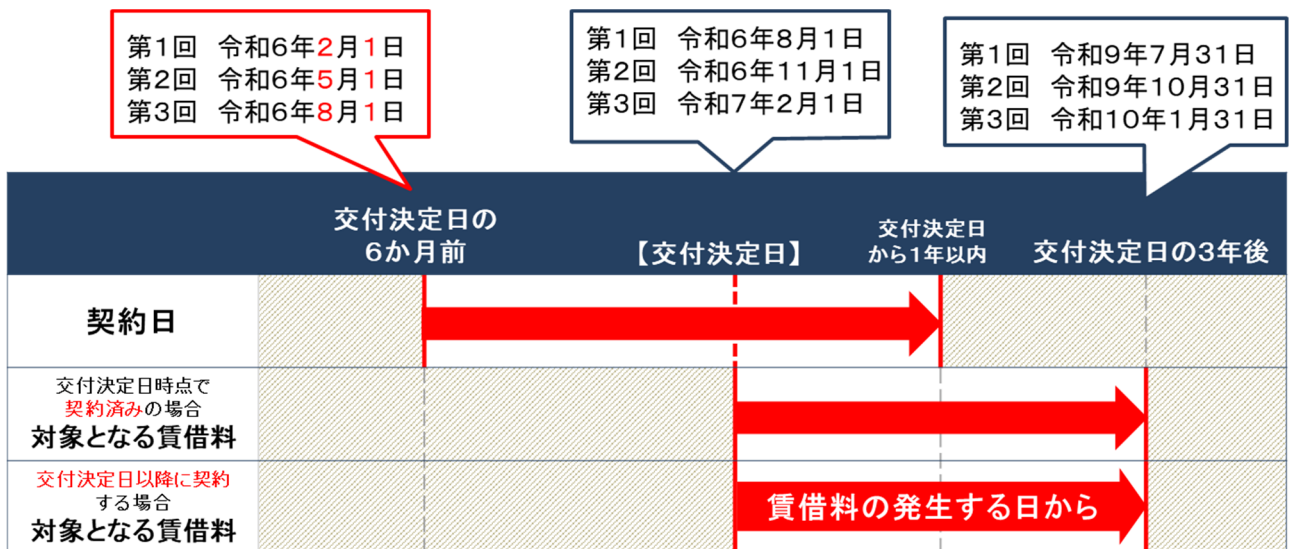 第1回 令和6年2月1日
第2回 令和6年5月1日
第3回 令和6年8月1日
第1回 令和6年8月1日
第2回 令和6年11月1日
第3回 令和7年2月1日
第1回 令和9年7月31日
第2回 令和9年10月31日
第3回 令和10年1月31日
交付決定日の
6か月前
【交付決定日】
交付決定日
から1年以内
交付決定日の3年後
契約日
交付決定日時点で
契約済みの場合
対象となる賃借料
交付決定日以降に契約
する場合
対象となる賃借料
賃借料の発生する日から